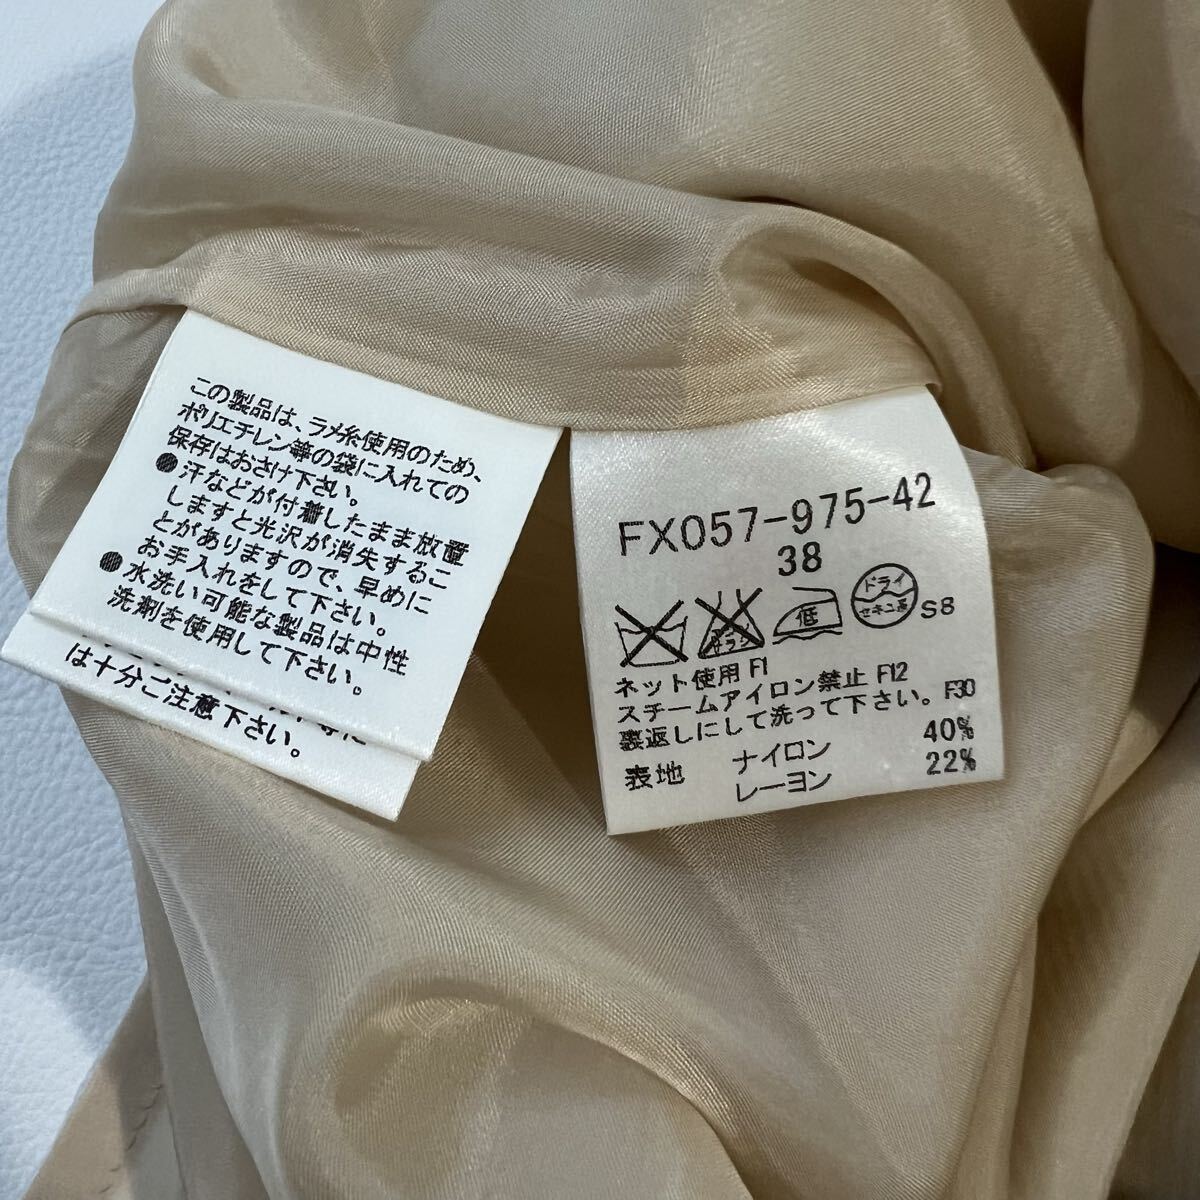 この製品は、ラメ糸使用のため、
ポリエチレン等の袋に入れての
保存はおさけ下さい。
●汗などが付着したまま放置
しますと光沢が消失するこ
とがありますので、早めに
お手入れをして下さい。
●水洗い可能な製品は中性
洗剤を使用して下さい。
は十分ご注意下さい。
FX057-975-42
38
エンソ
サラシ
低
ドライ
セキユ系
S8
ネット使用 F1
スチームアイロン禁止 F12
裏返しにして洗って下さい。F30
表地 ナイロン 40%
レーヨン 22%